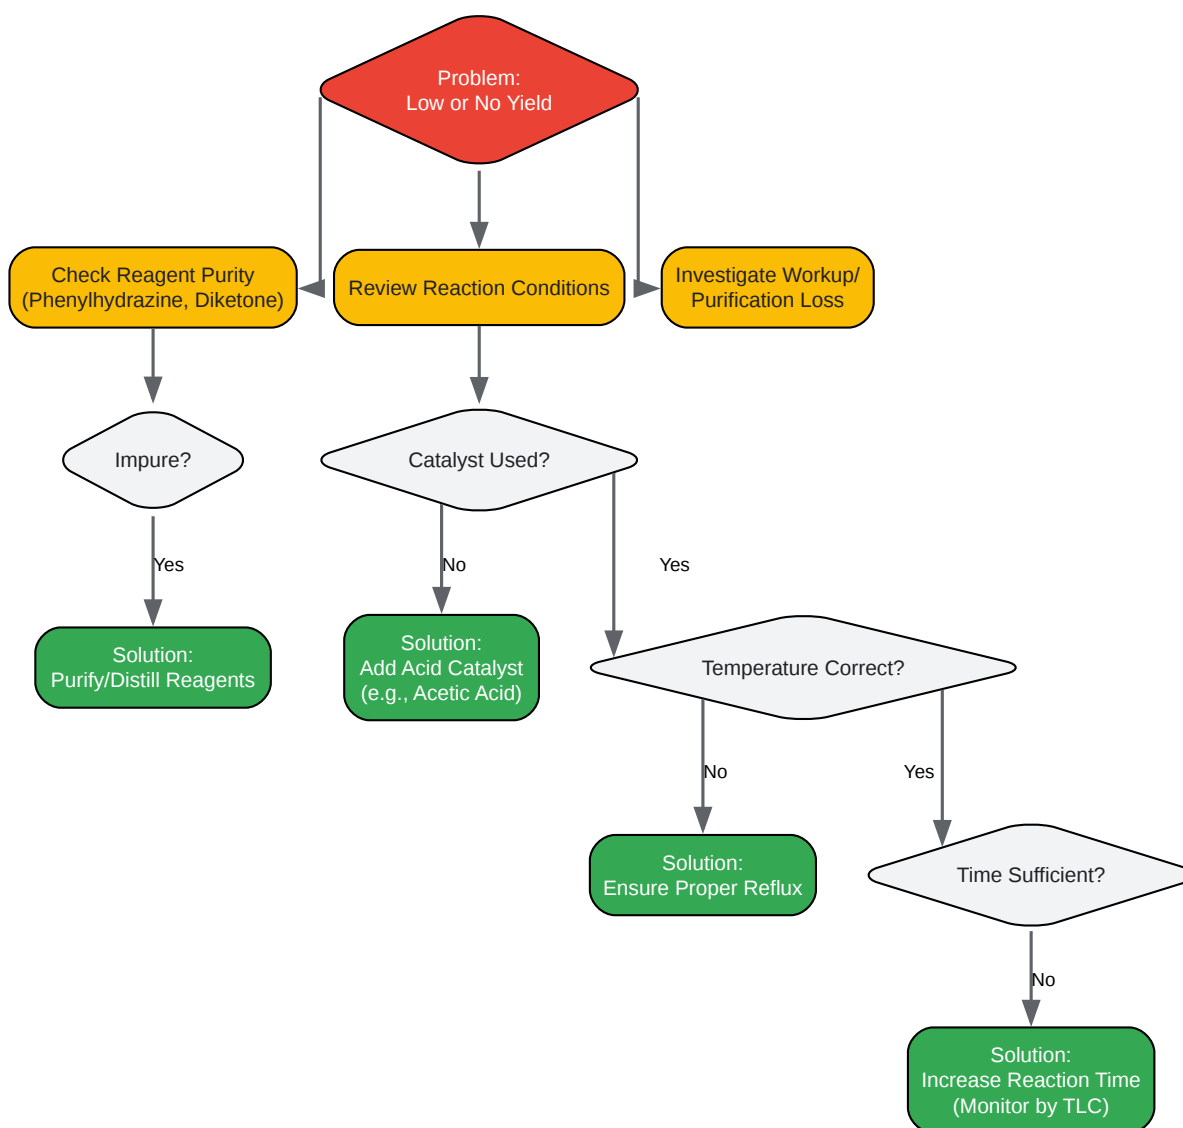 Problem:
Low or No Yield
Check Reagent Purity
(Phenylhydrazine, Diketone)
Review Reaction Conditions
Investigate Workup/
Purification Loss
Impure?
Catalyst Used?
Yes
No
Yes
Solution:
Purify/Distill Reagents
Solution:
Add Acid Catalyst
(e.g., Acetic Acid)
Temperature Correct?
No
Yes
Solution:
Ensure Proper Reflux
Time Sufficient?
No
Solution:
Increase Reaction Time
(Monitor by TLC)